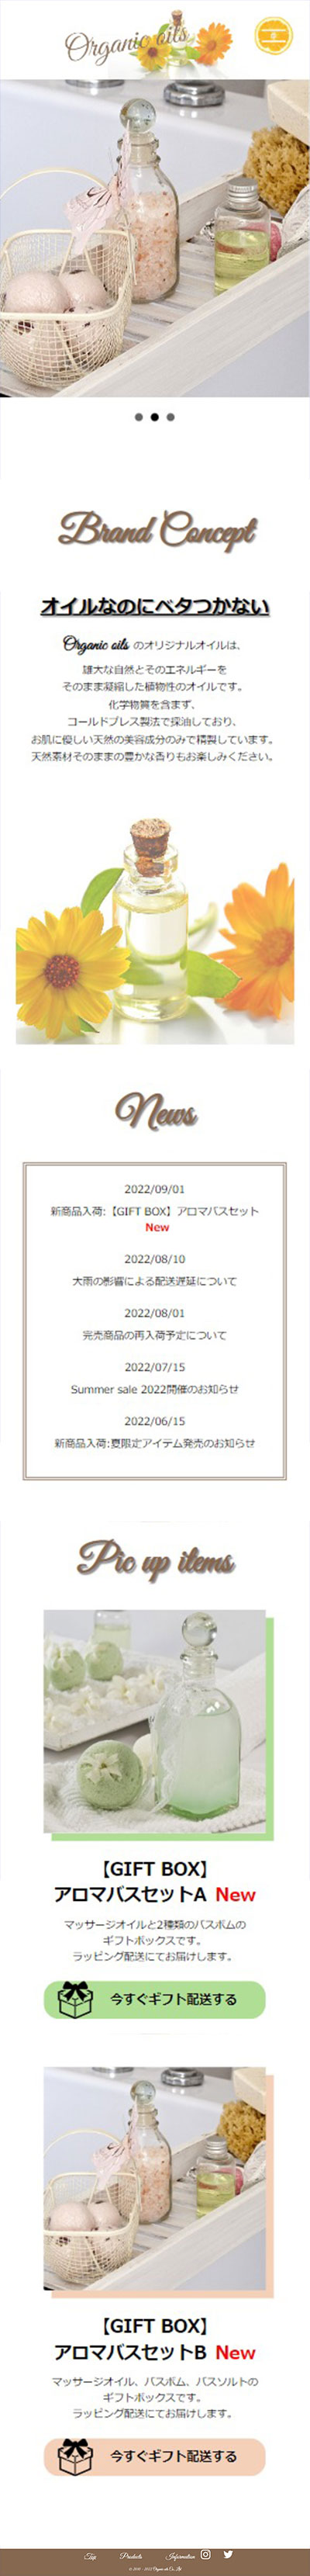 Organic oils
Brand Concept
オイルなのにベタつかない
Organic oils のオリジナルオイルは、
雄大な自然とそのエネルギーを
そのまま凝縮した植物性のオイルです。
化学物質を含まず、
コールドプレス製法で採油しており、
お肌に優しい天然の美容成分のみで精製しています。
天然素材そのままの豊かな香りもお楽しみください。
News
2022/09/01
新商品入荷:【GIFT BOX】アロマバスセット
New
2022/08/10
大雨の影響による配送遅延について
2022/08/01
完売商品の再入荷予定について
2022/07/15
Summer sale 2022開催のお知らせ
2022/06/15
新商品入荷:夏限定アイテム発売のお知らせ
Pic up items
【GIFT BOX】
アロマバスセットA New
マッサージオイルと2種類のバスボムの
ギフトボックスです。
ラッピング配送にてお届けします。
今すぐギフト配送する
【GIFT BOX】
アロマバスセットB New
マッサージオイル、バスボム、バスソルトの
ギフトボックスです。
ラッピング配送にてお届けします。
今すぐギフト配送する
Top Products Information